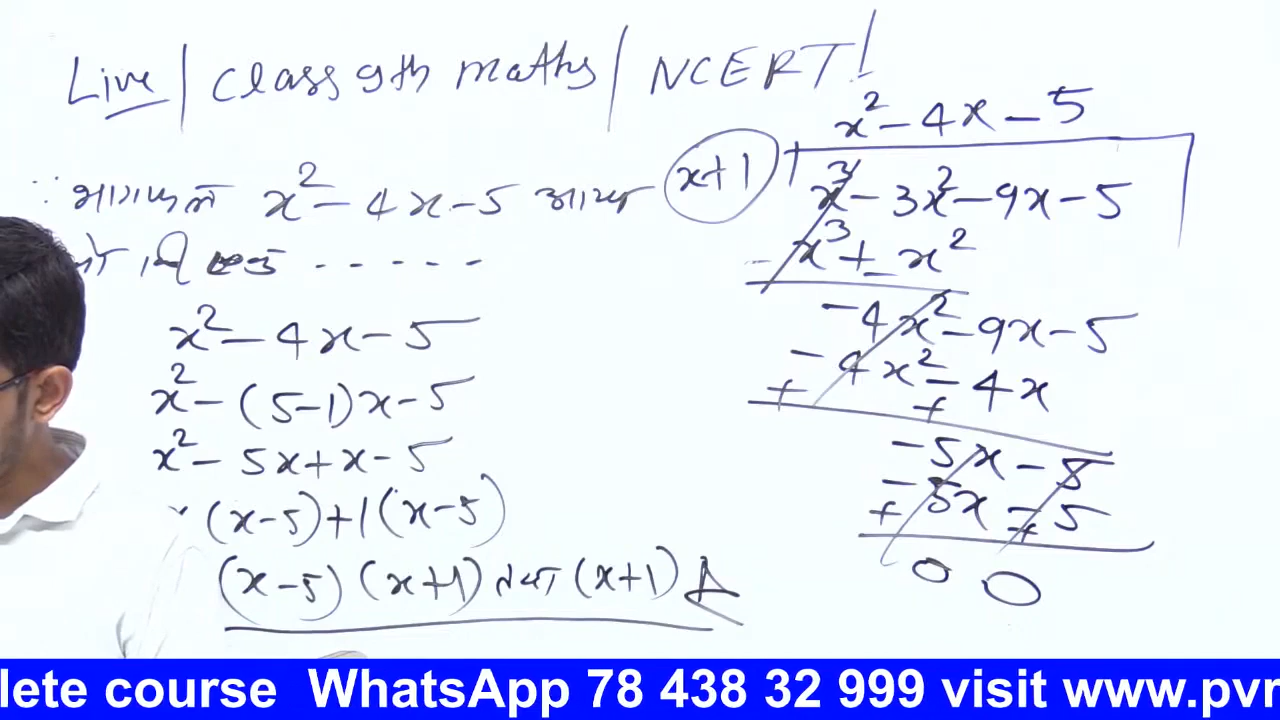 Live / Class 9th maths / NCERT!
∵ भागफल x² - 4x - 5
x² - 4x - 5
x² - (5-1)x - 5
x² - 5x + x - 5
(x-5) + 1(x-5)
(x-5) (x+1) तथा (x+1) A
x² - 4x - 5
x+1
x³ - 3x² - 9x - 5
- x³ + x²
-
- 4x² - 9x - 5
- 4x² - 4x
+ +
- 5x - 5
- 5x - 5
+ +
0 0
lete course WhatsApp 78 438 32 999 visit www.pvr